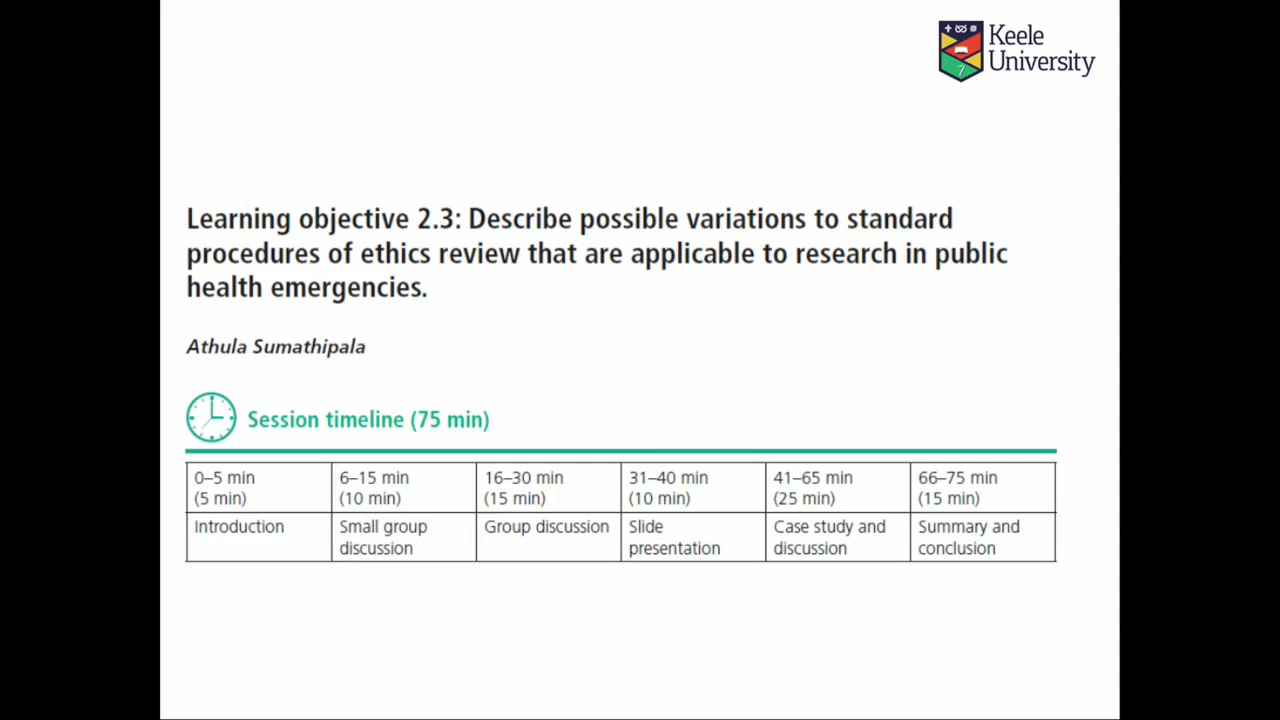 Keele
University
Learning objective 2.3: Describe possible variations to standard
procedures of ethics review that are applicable to research in public
health emergencies.
Athula Sumathipala
Session timeline (75 min)
0–5 min
(5 min)
6–15 min
(10 min)
16–30 min
(15 min)
31–40 min
(10 min)
41–65 min
(25 min)
66–75 min
(15 min)
Introduction
Small group
discussion
Group discussion
Slide
presentation
Case study and
discussion
Summary and
conclusion